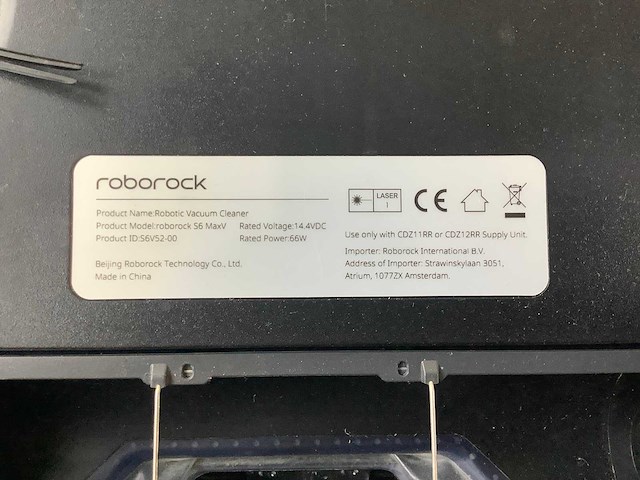 roborock
Product Name:Robotic Vacuum Cleaner
Product Model:roborock S6 MaxV Rated Voltage:14.4VDC
Product ID:S6V52-00 Rated Power:66W
Beijing Roborock Technology Co., Ltd.
Made in China
LASER
I
CE
Use only with CDZ11RR or CDZ12RR Supply Unit.
Importer: Roborock International B.V.
Address of Importer: Strawinskylaan 3051,
Atrium, 1077ZX Amsterdam.